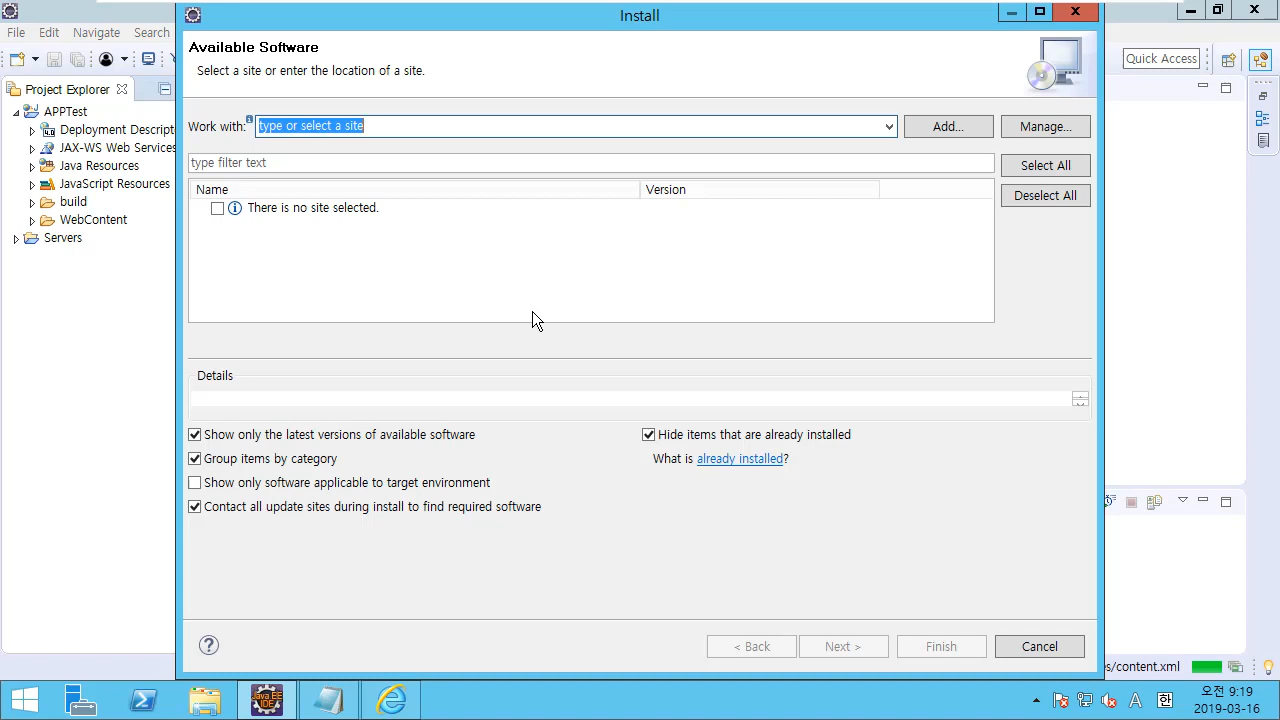 Install
File Edit Navigate Search
Quick Access
Project Explorer
APPTest
Deployment Descript
JAX-WS Web Services
Java Resources
JavaScript Resources
build
WebContent
Servers
Available Software
Select a site or enter the location of a site.
Work with: type or select a site
Add... Manage...
type filter text
Select All
Deselect All
Name Version
There is no site selected.
Details
Show only the latest versions of available software
Hide items that are already installed
Group items by category
What is already installed?
Show only software applicable to target environment
Contact all update sites during install to find required software
< Back Next > Finish Cancel
s/content.xml
Java EE
IDE
A 한
오전 9:19
2019-03-16